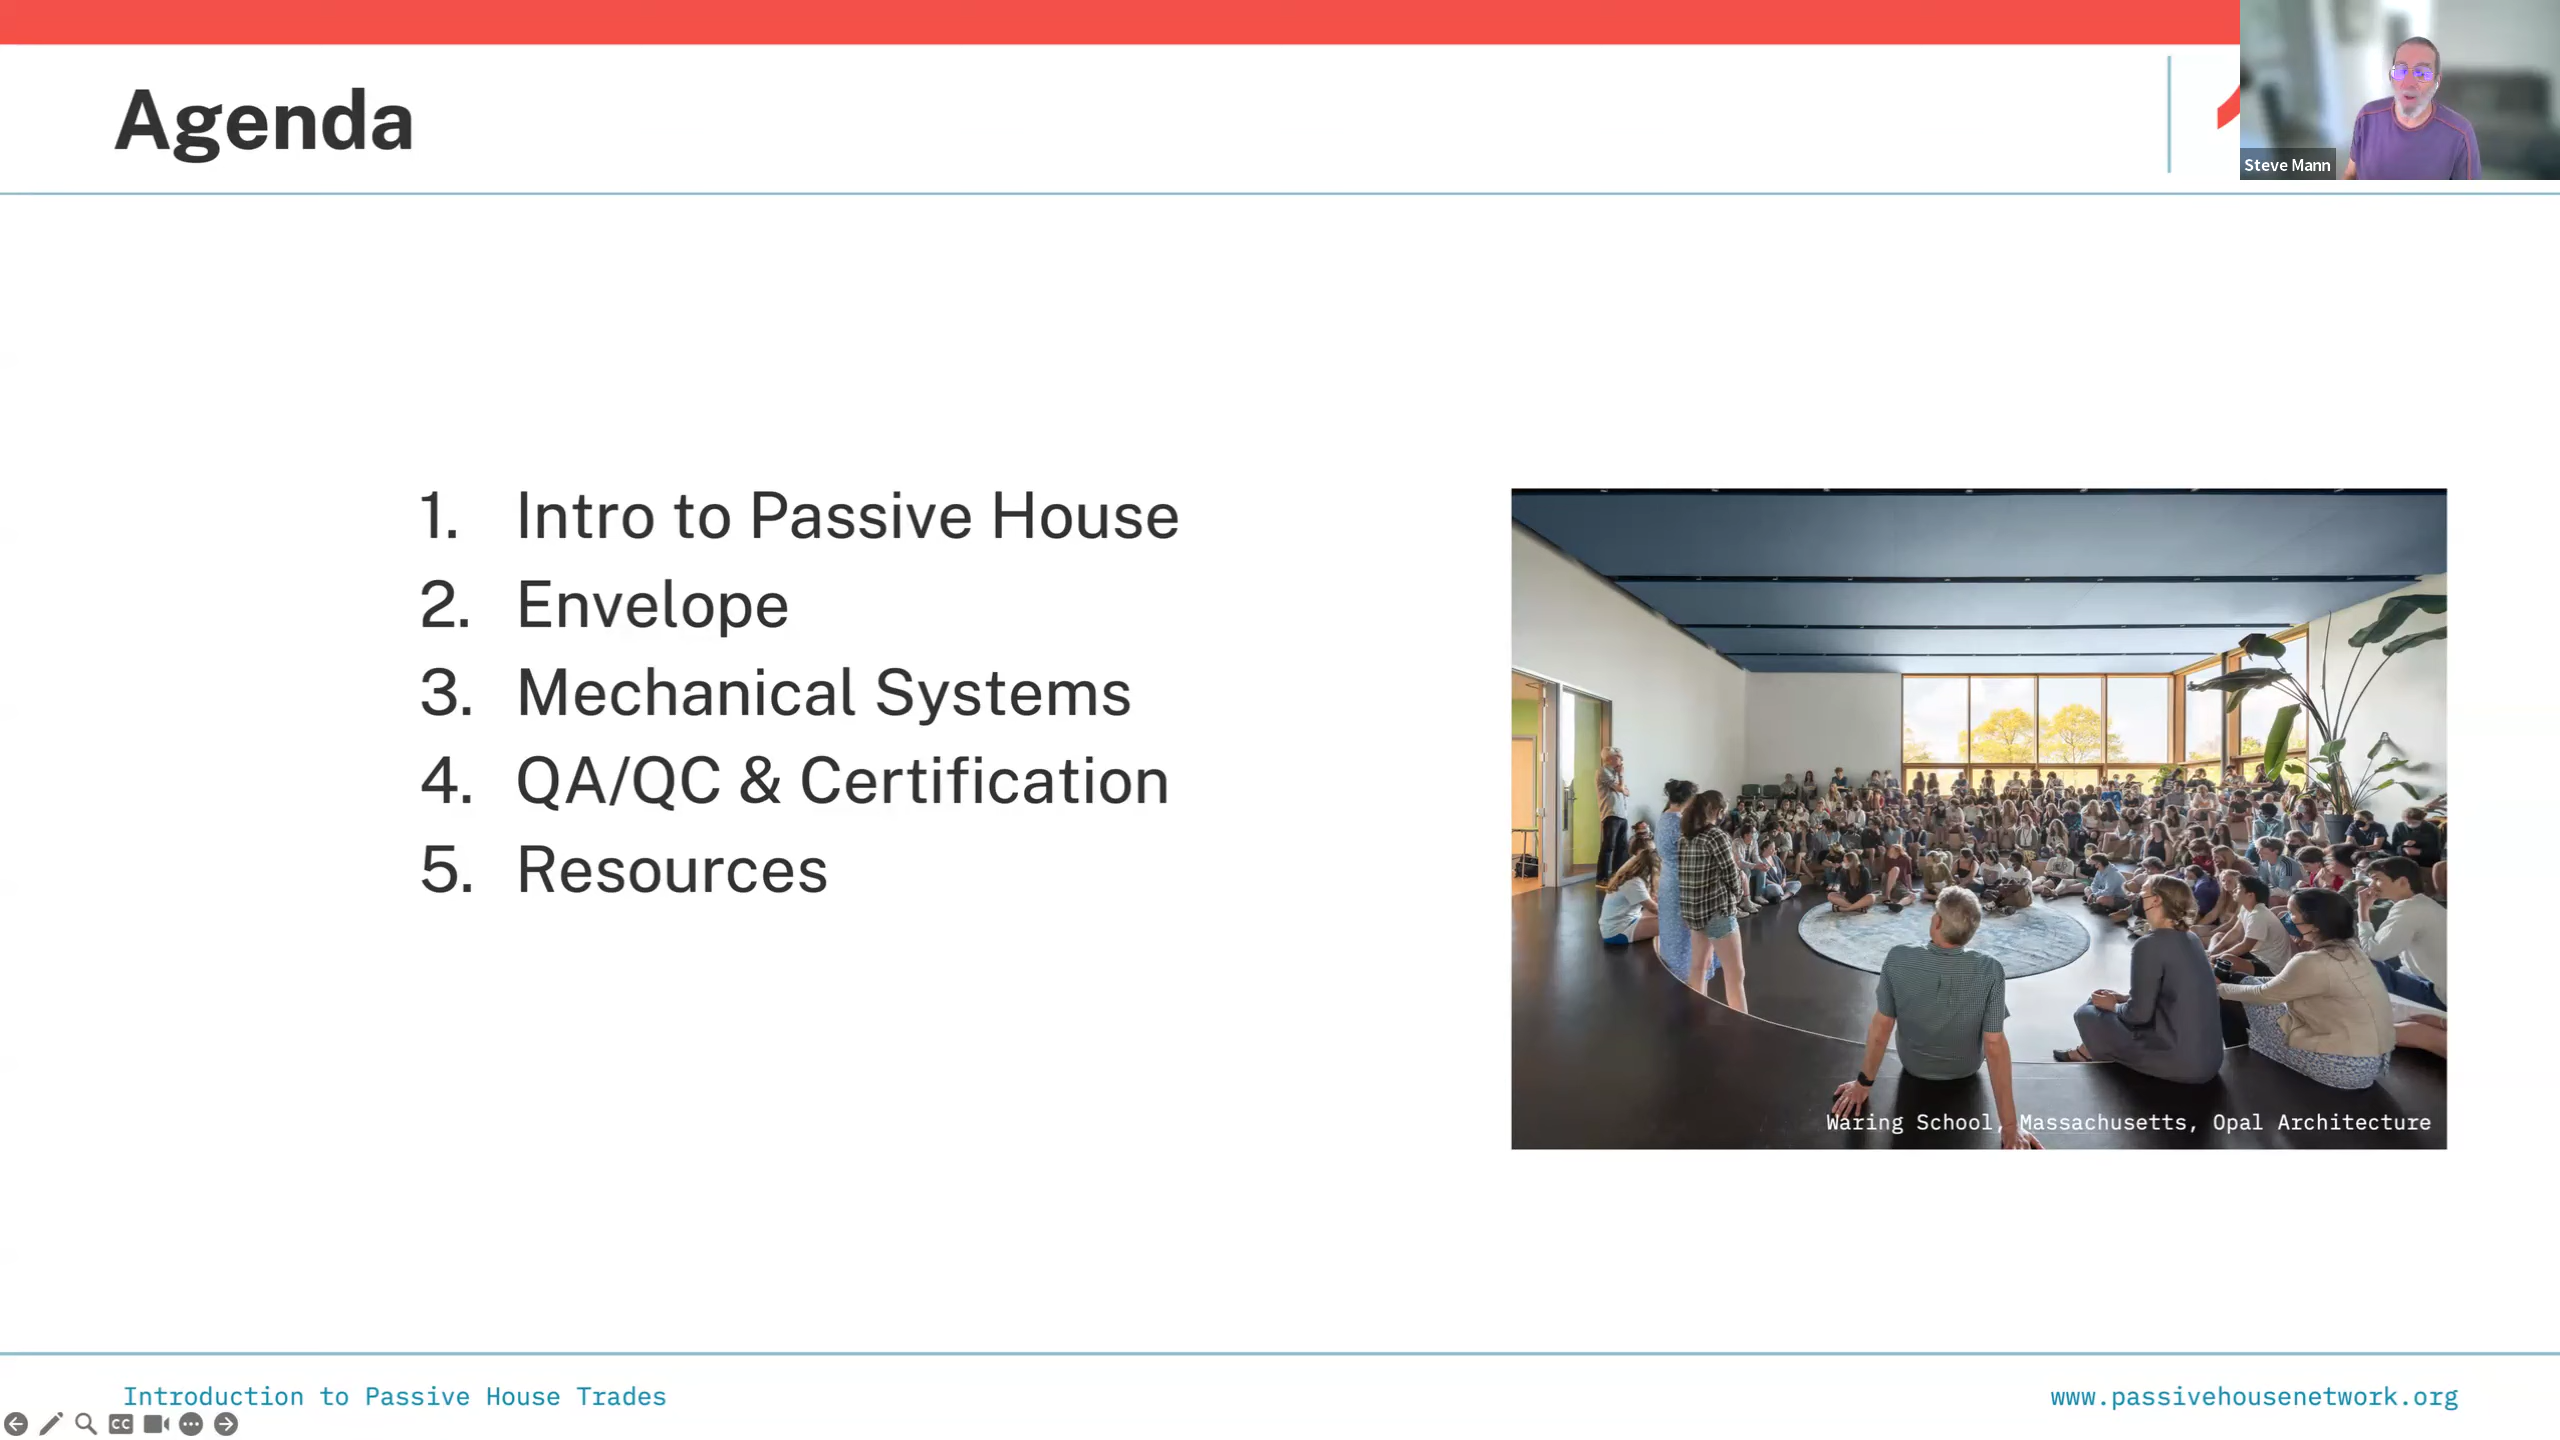 Agenda
Steve Mann
1. Intro to Passive House
2. Envelope
3. Mechanical Systems
4. QA/QC & Certification
5. Resources
Waring School, Massachusetts, Opal Architecture
Introduction to Passive House Trades
www.passivehousenetwork.org
CC